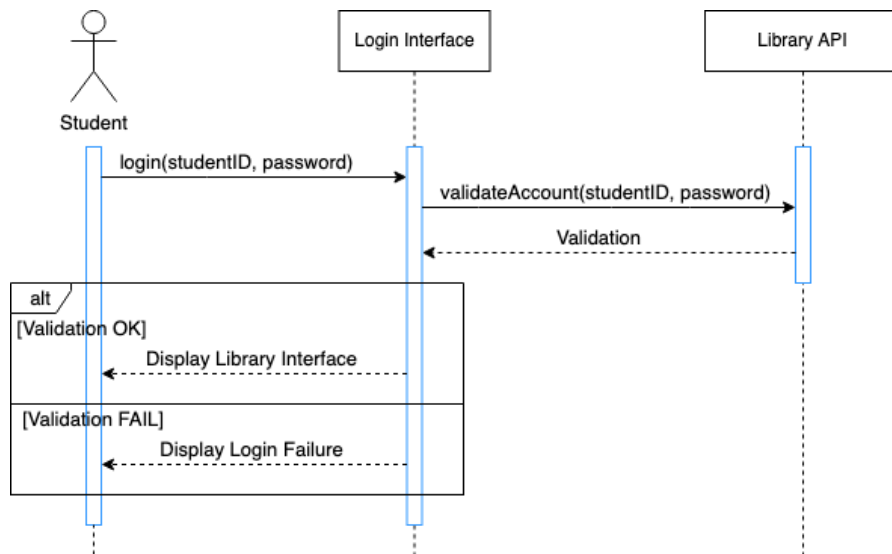 Login Interface
Library API
Student
login(studentID, password)
validateAccount(studentID, password)
Validation
alt
[Validation OK]
Display Library Interface
[Validation FAIL]
Display Login Failure